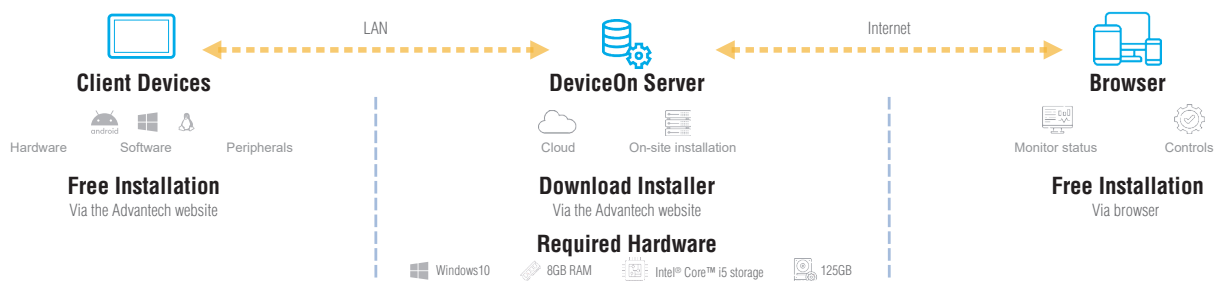 LAN
Internet
Client Devices
DeviceOn Server
Browser
android
Hardware
Software
Peripherals
Cloud
On-site installation
Monitor status
Controls
Free Installation
Via the Advantech website
Download Installer
Via the Advantech website
Free Installation
Via browser
Required Hardware
Windows10
8GB RAM
Intel® Core™ i5 storage
125GB